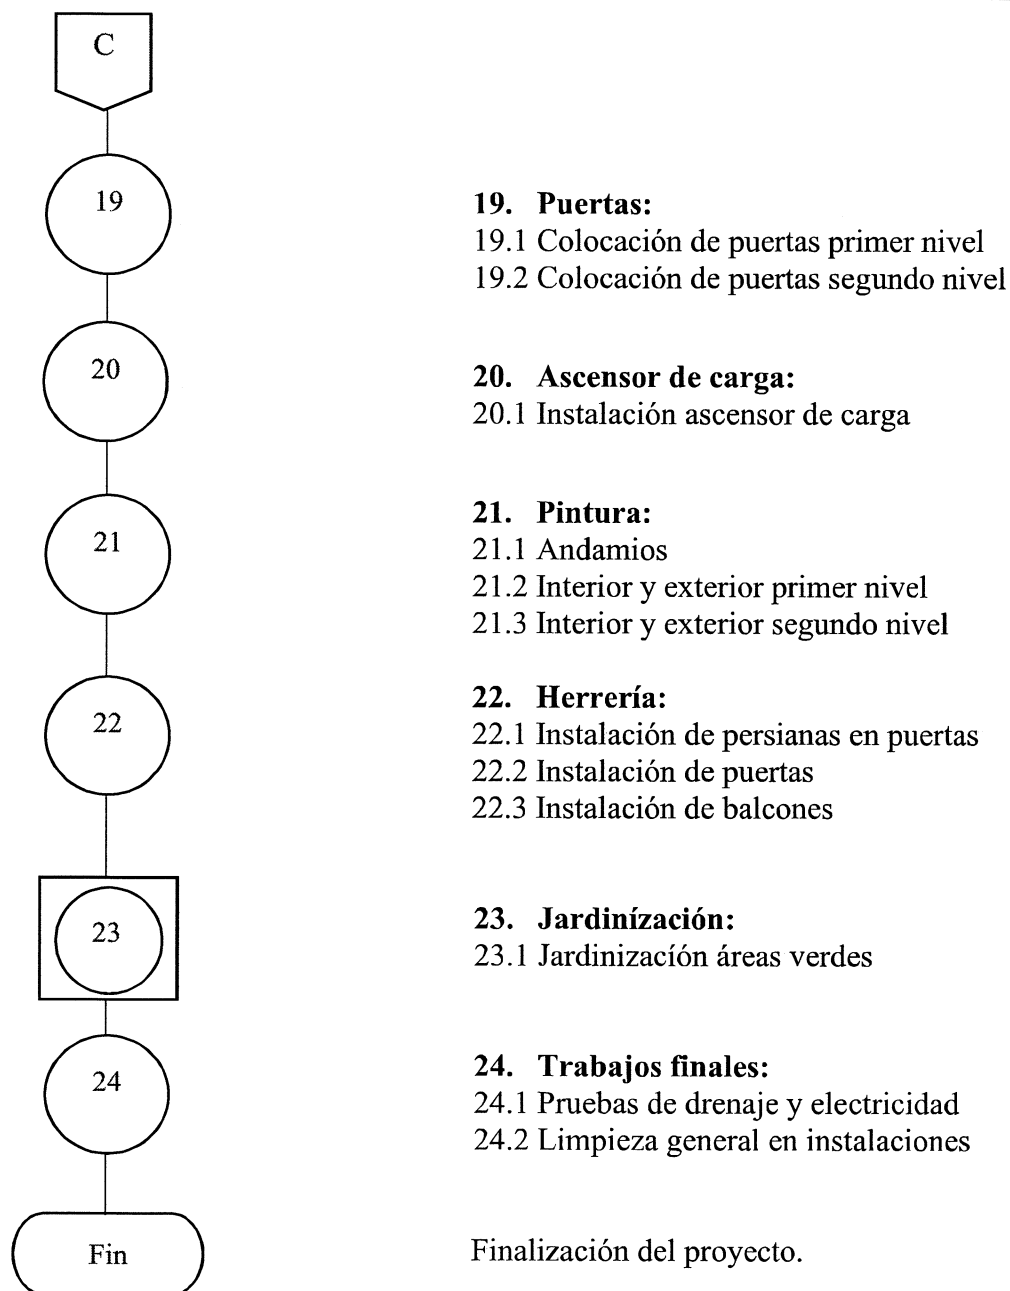 C
19
19. Puertas:
19.1 Colocación de puertas primer nivel
19.2 Colocación de puertas segundo nivel
20
20. Ascensor de carga:
20.1 Instalación ascensor de carga
21
21. Pintura:
21.1 Andamios
21.2 Interior y exterior primer nivel
21.3 Interior y exterior segundo nivel
22
22. Herrería:
22.1 Instalación de persianas en puertas
22.2 Instalación de puertas
22.3 Instalación de balcones
23
23. Jardinízación:
23.1 Jardinizacíón áreas verdes
24
24. Trabajos finales:
24.1 Pruebas de drenaje y electricidad
24.2 Limpieza general en instalaciones
Fin
Finalización del proyecto.